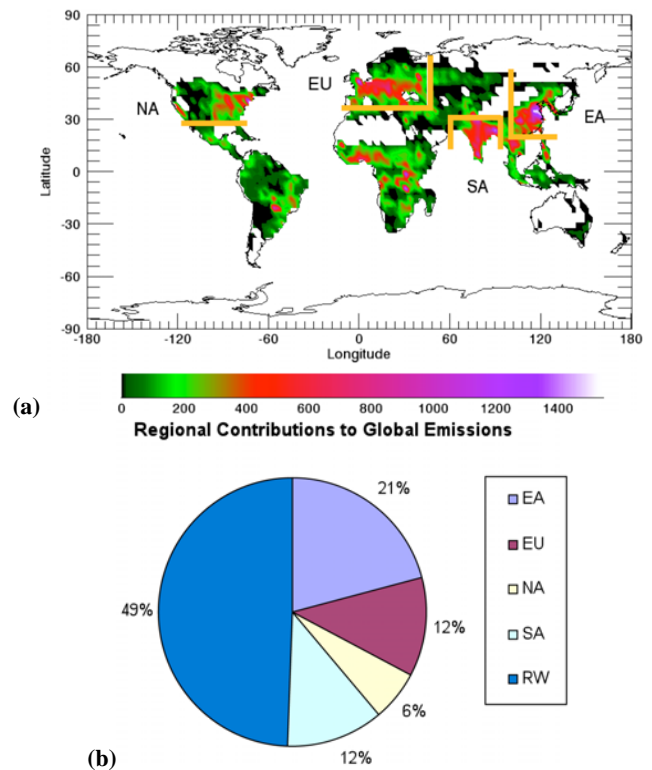 (a)
90
60
30
0
-30
-60
-90
Latitude
NA
EU
SA
EA
-180 -120 -60 0 60 120 180
Longitude
0 200 400 600 800 1000 1200 1400
Regional Contributions to Global Emissions
21%
12%
6%
12%
49%
EA
EU
NA
SA
RW
(b)